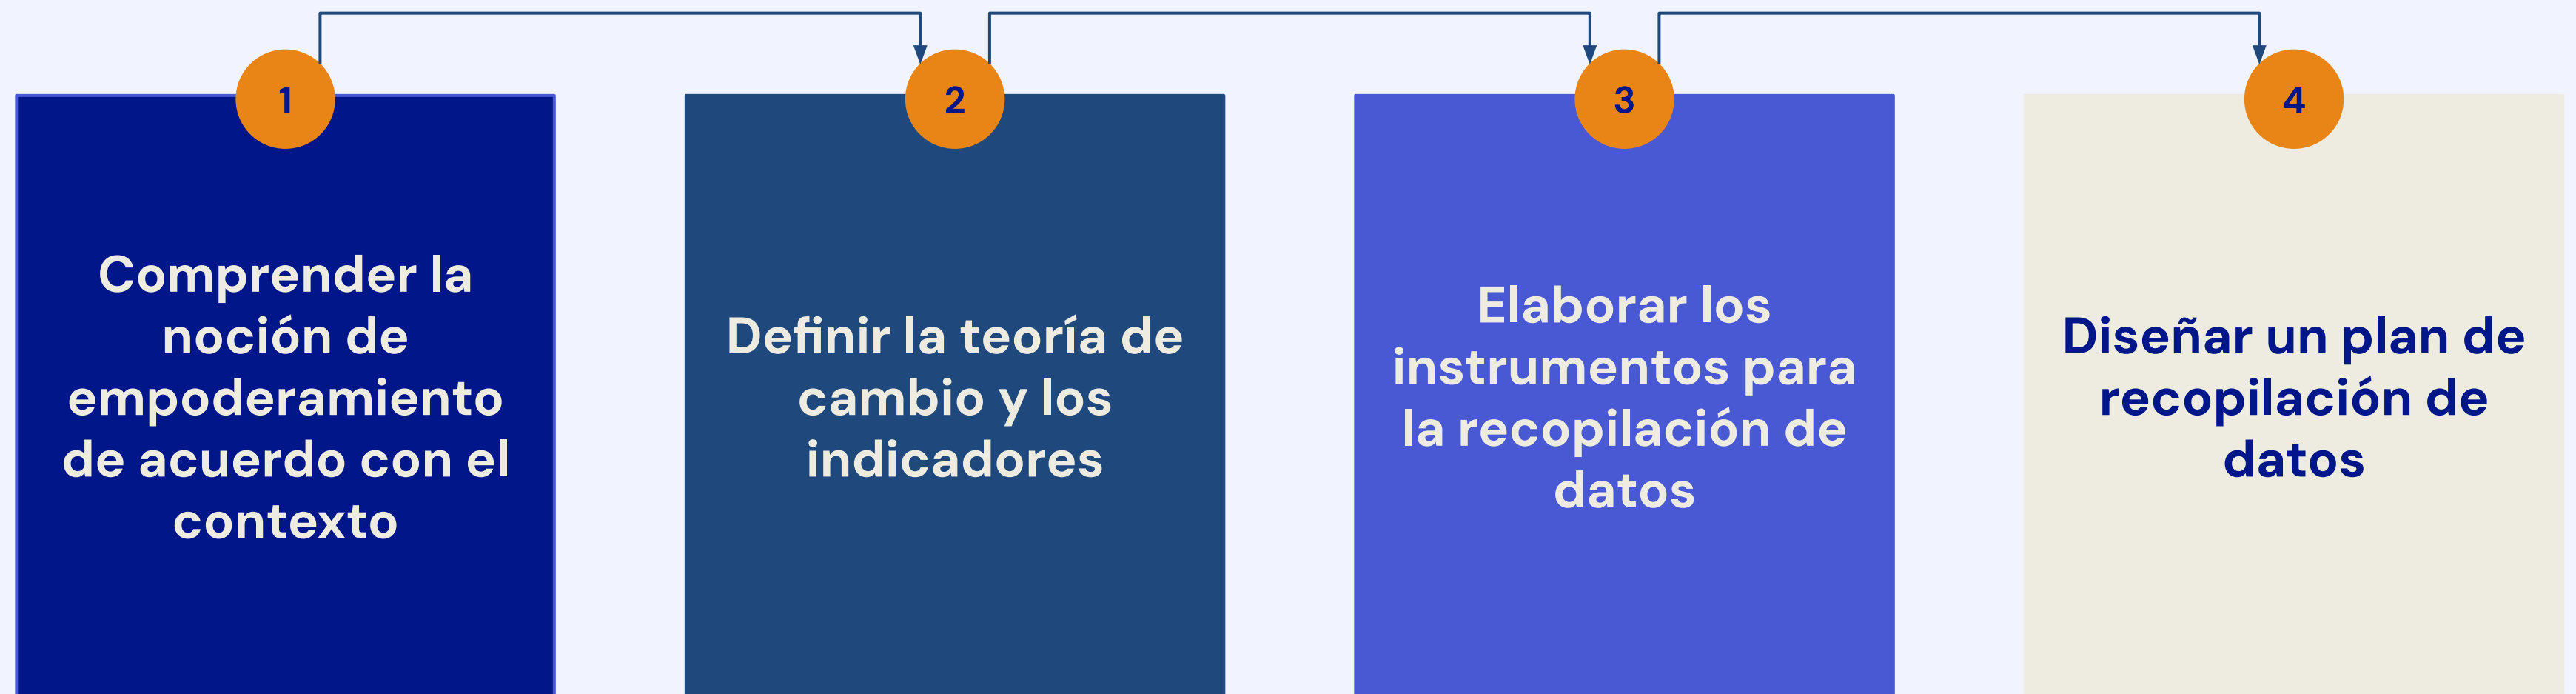 1
Comprender la
noción de
empoderamiento
de acuerdo con el
contexto
2
Definir la teoría de
cambio y los
indicadores
3
Elaborar los
instrumentos para
la recopilación de
datos
4
Diseñar un plan de
recopilación de
datos